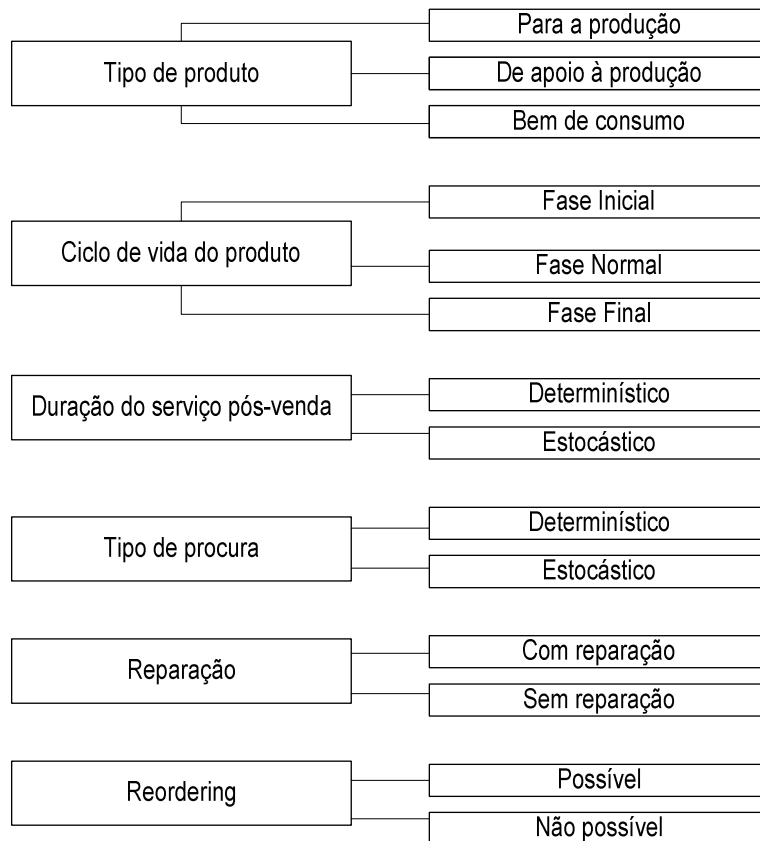 Tipo de produto
Para a produção
De apoio à produção
Bem de consumo
Ciclo de vida do produto
Fase Inicial
Fase Normal
Fase Final
Duração do serviço pós-venda
Determinístico
Estocástico
Tipo de procura
Determinístico
Estocástico
Reparação
Com reparação
Sem reparação
Reordering
Possível
Não possível